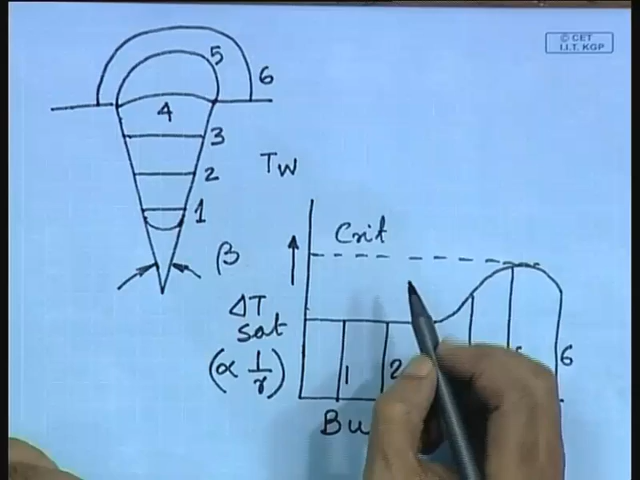 © CET
I.I.T. KGP
5
6
4
3
2
1
Tw
β
Crit
ΔT
sat
(∝ 1/r)
1
2
6
Bu